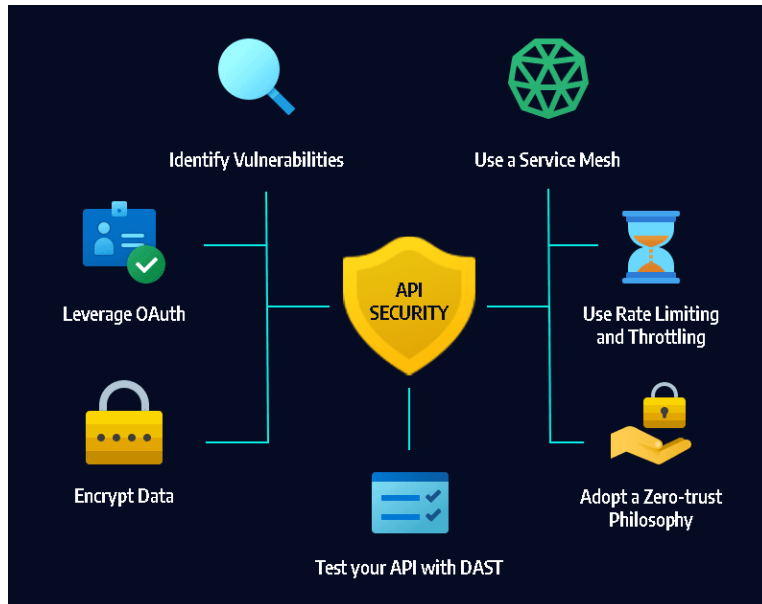 Identify Vulnerabilities
Use a Service Mesh
Leverage OAuth
API
SECURITY
Use Rate Limiting
and Throttling
Encrypt Data
Adopt a Zero-trust
Philosophy
Test your API with DAST